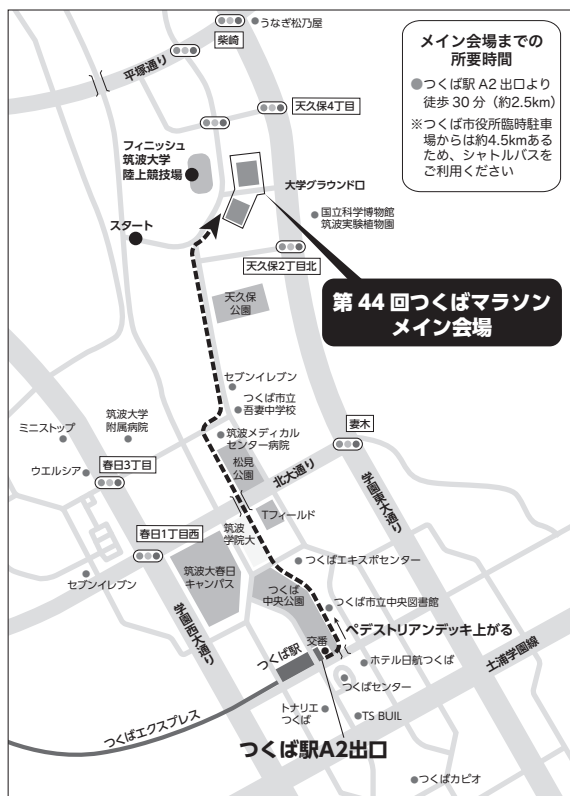 うなぎ松乃屋
柴崎
平塚通り
天久保4丁目
メイン会場までの
所要時間
●つくば駅 A2 出口より
徒歩 30 分（約2.5km）
※つくば市役所臨時駐車
場からは約4.5kmある
ため、シャトルバスを
ご利用ください
フィニッシュ
筑波大学
陸上競技場
大学グラウンド口
スタート
国立科学博物館
筑波実験植物園
天久保2丁目北
第 44 回つくばマラソン
メイン会場
天久保
公園
セブンイレブン
つくば市立
吾妻中学校
ミニストップ
筑波大学
附属病院
筑波メディカル
センター病院
妻木
ウエルシア
春日3丁目
松見
公園
北大通り
学園東大通り
Tフィールド
春日1丁目西
筑波
学院大
セブンイレブン
筑波大春日
キャンパス
つくばエキスポセンター
つくば
中央公園
つくば市立中央図書館
学園西大通り
ペデストリアンデッキ上がる
土浦学園線
交番
つくば駅
ホテル日航つくば
つくばセンター
つくばエクスプレス
トナリエ
つくば
TS BUIL
つくば駅A2出口
つくばカピオ